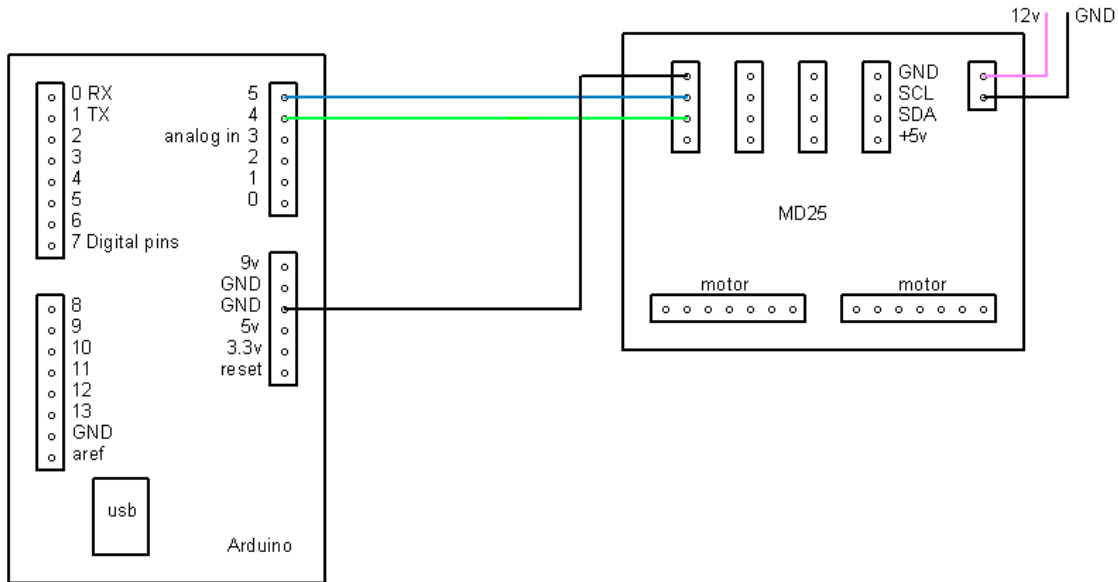 12v GND
0 RX
1 TX
2
3
4
5
6
7 Digital pins
5
4
analog in 3
2
1
0
9v
GND
GND
5v
3.3v
reset
8
9
10
11
12
13
GND
aref
usb
Arduino
GND
SCL
SDA
+5v
MD25
motor motor